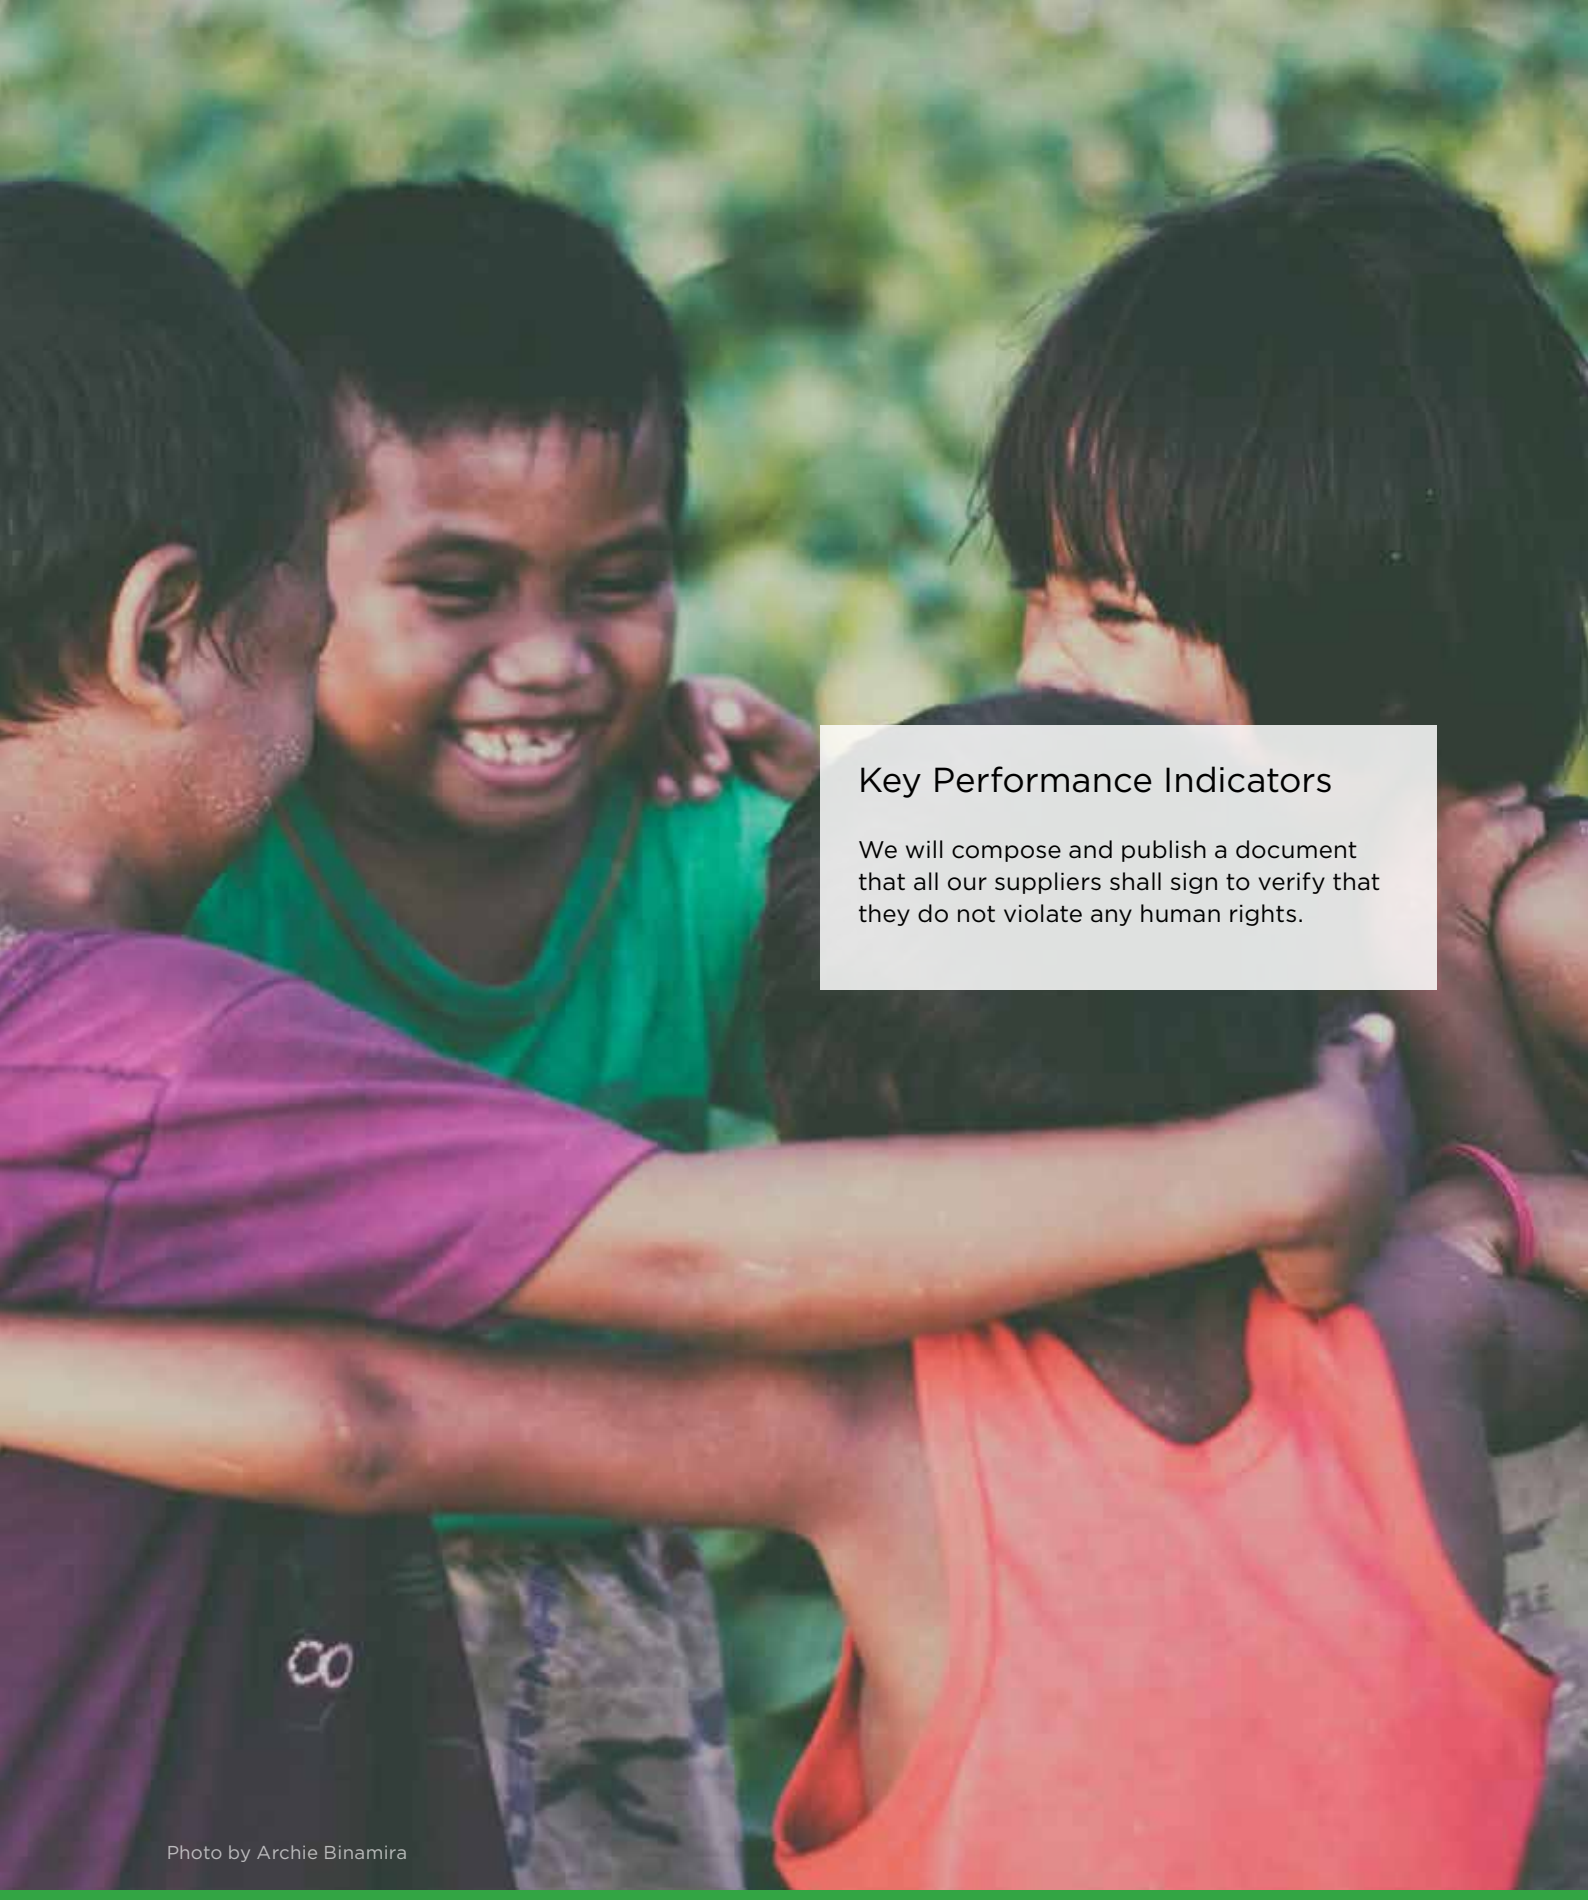 Key Performance Indicators
We will compose and publish a document
that all our suppliers shall sign to verify that
they do not violate any human rights.
Photo by Archie Binamira